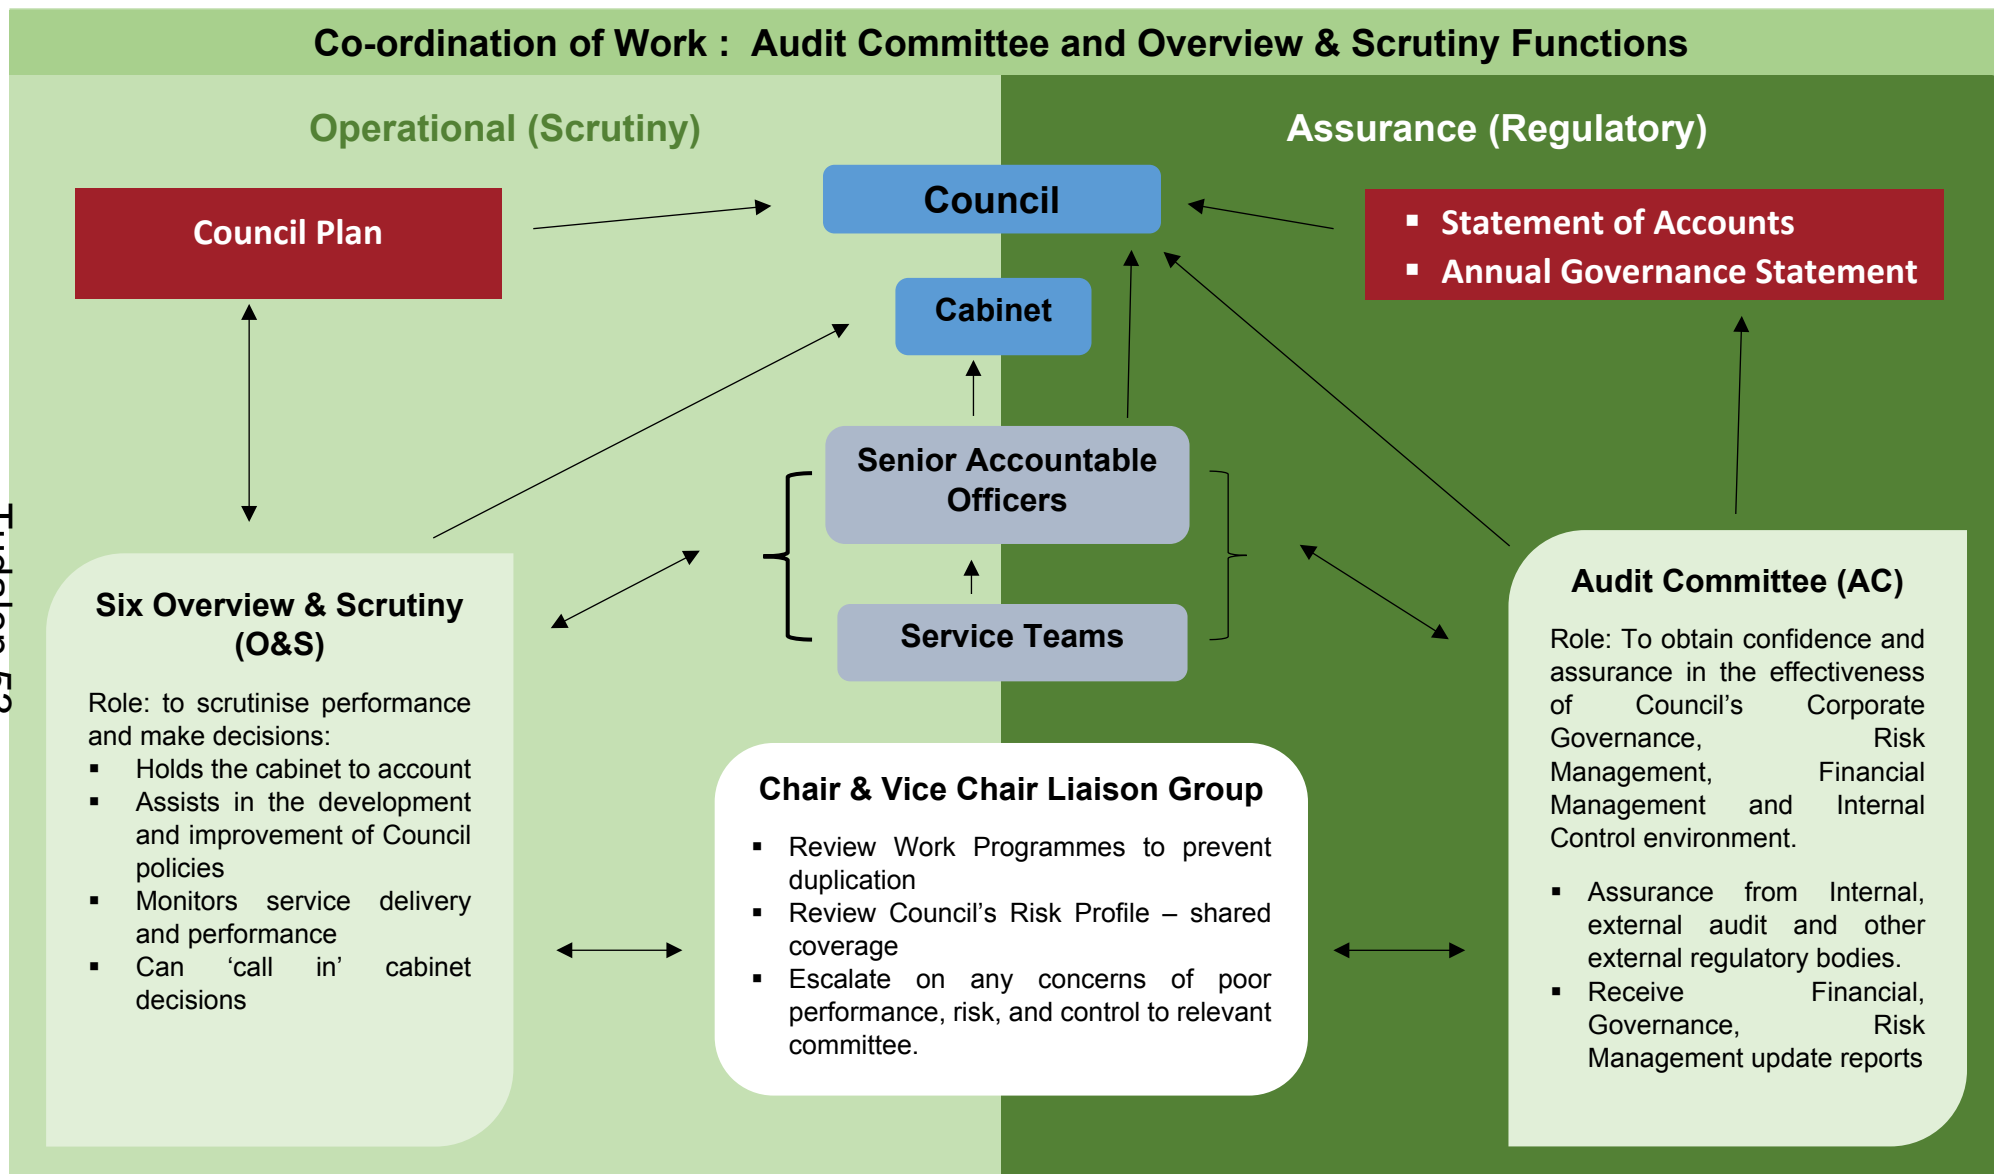 Co-ordination of Work : Audit Committee and Overview & Scrutiny Functions
Operational (Scrutiny)
Assurance (Regulatory)
Council Plan
Council
▪ Statement of Accounts
▪ Annual Governance Statement
Cabinet
Senior Accountable
Officers
Service Teams
Six Overview & Scrutiny
(O&S)
Role: to scrutinise performance
and make decisions:
▪ Holds the cabinet to account
▪ Assists in the development
and improvement of Council
policies
▪ Monitors service delivery
and performance
▪ Can ‘call in’ cabinet
decisions
Chair & Vice Chair Liaison Group
▪ Review Work Programmes to prevent
duplication
▪ Review Council’s Risk Profile – shared
coverage
▪ Escalate on any concerns of poor
performance, risk, and control to relevant
committee.
Audit Committee (AC)
Role: To obtain confidence and
assurance in the effectiveness
of Council’s Corporate
Governance, Risk
Management, Financial
Management and Internal
Control environment.
▪ Assurance from Internal,
external audit and other
external regulatory bodies.
▪ Receive Financial,
Governance, Risk
Management update reports